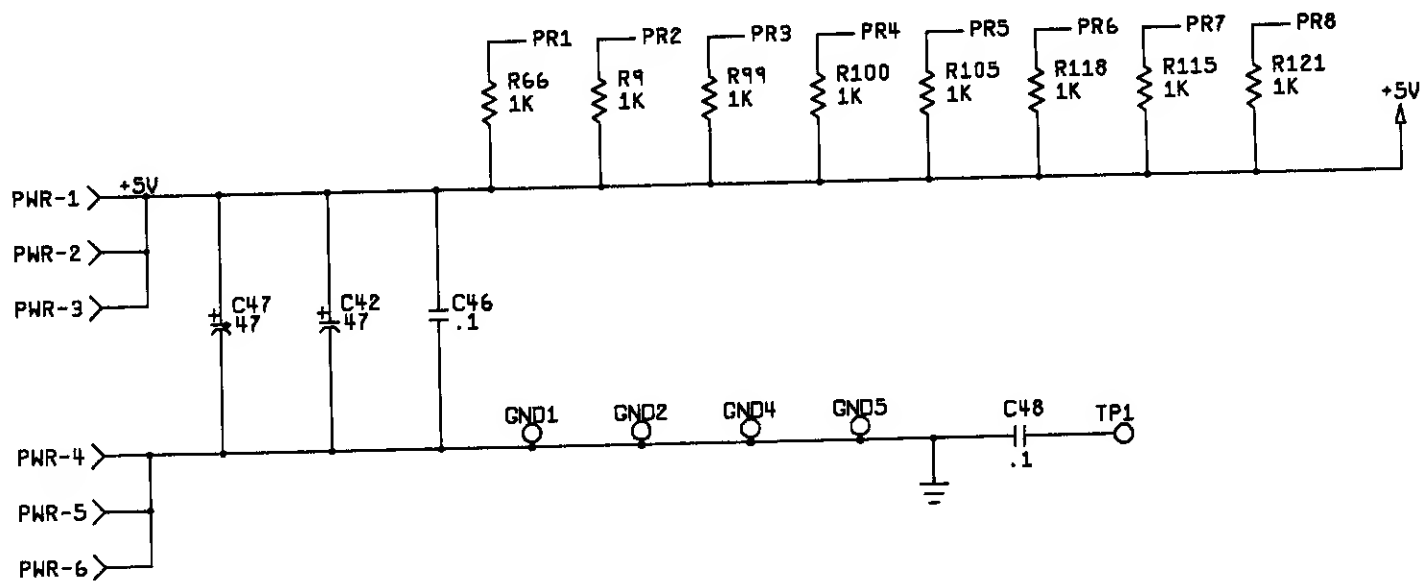 PR1 PR2 PR3 PR4 PR5 PR6 PR7 PR8
R66 R9 R99 R100 R105 R118 R115 R121
1K 1K 1K 1K 1K 1K 1K 1K
+5V
PWR-1 +5V
PWR-2
PWR-3
+ C47 + C42 C46
47 47 .1
GND1 GND2 GND4 GND5 C48 TP1
.1
PWR-4
PWR-5
PWR-6